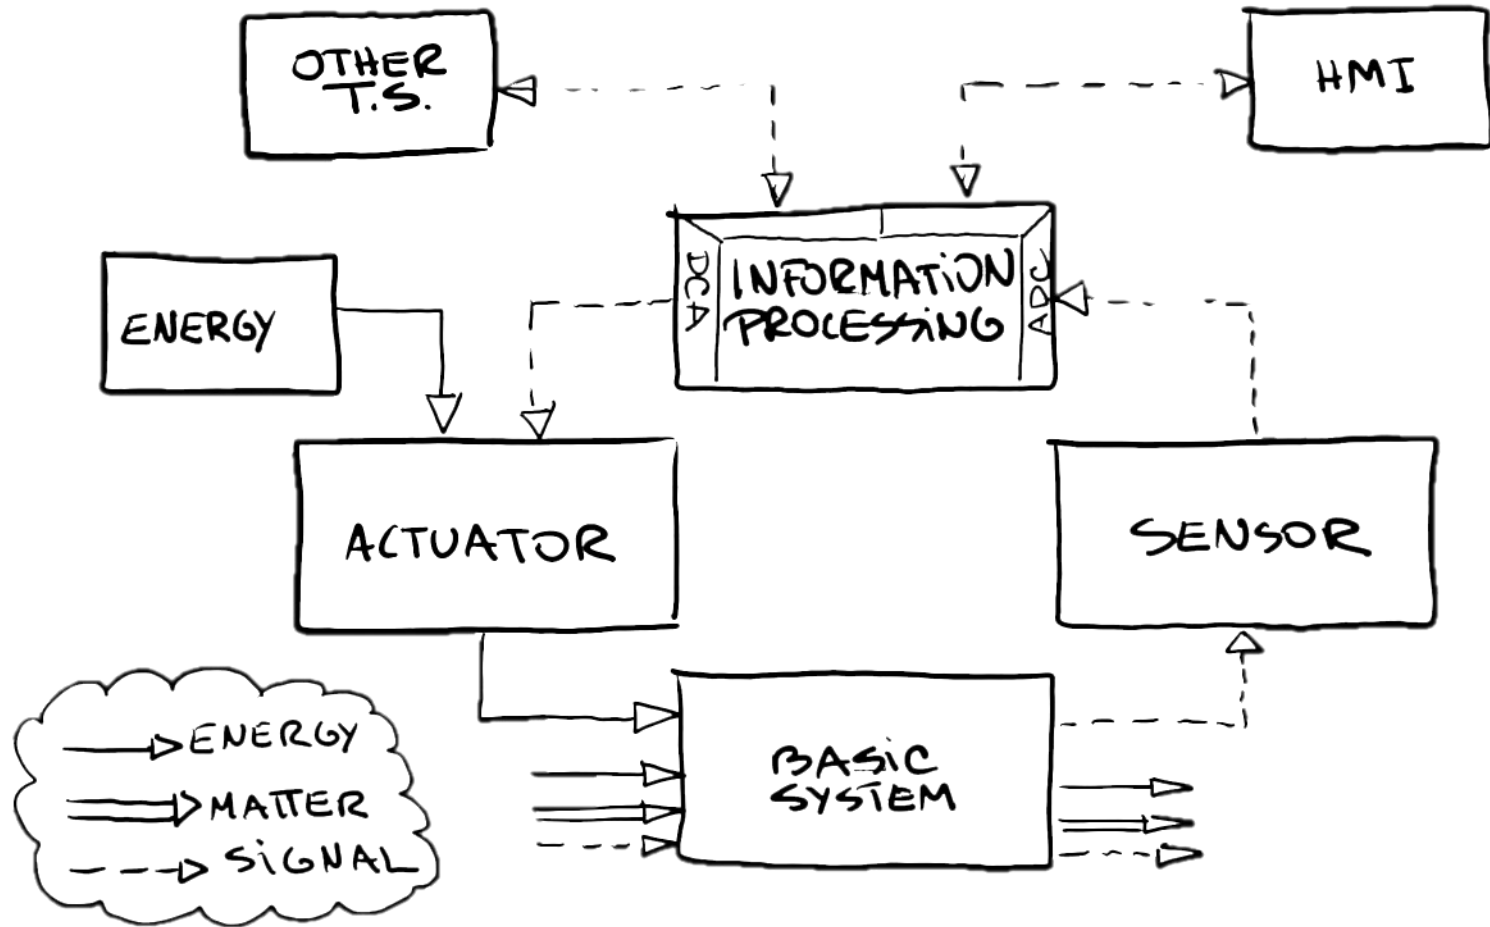 OTHER
T.S.
HMI
ENERGY
DCA
INFORMATION
PROCESSING
ADC
ACTUATOR
SENSOR
BASIC
SYSTEM
ENERGY
MATTER
SIGNAL